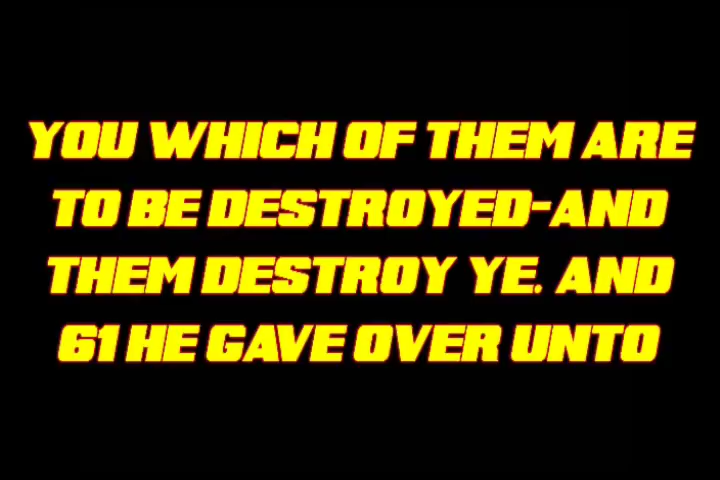 YOU WHICH OF THEM ARE
TO BE DESTROYED-AND
THEM DESTROY YE. AND
61 HE GAVE OVER UNTO